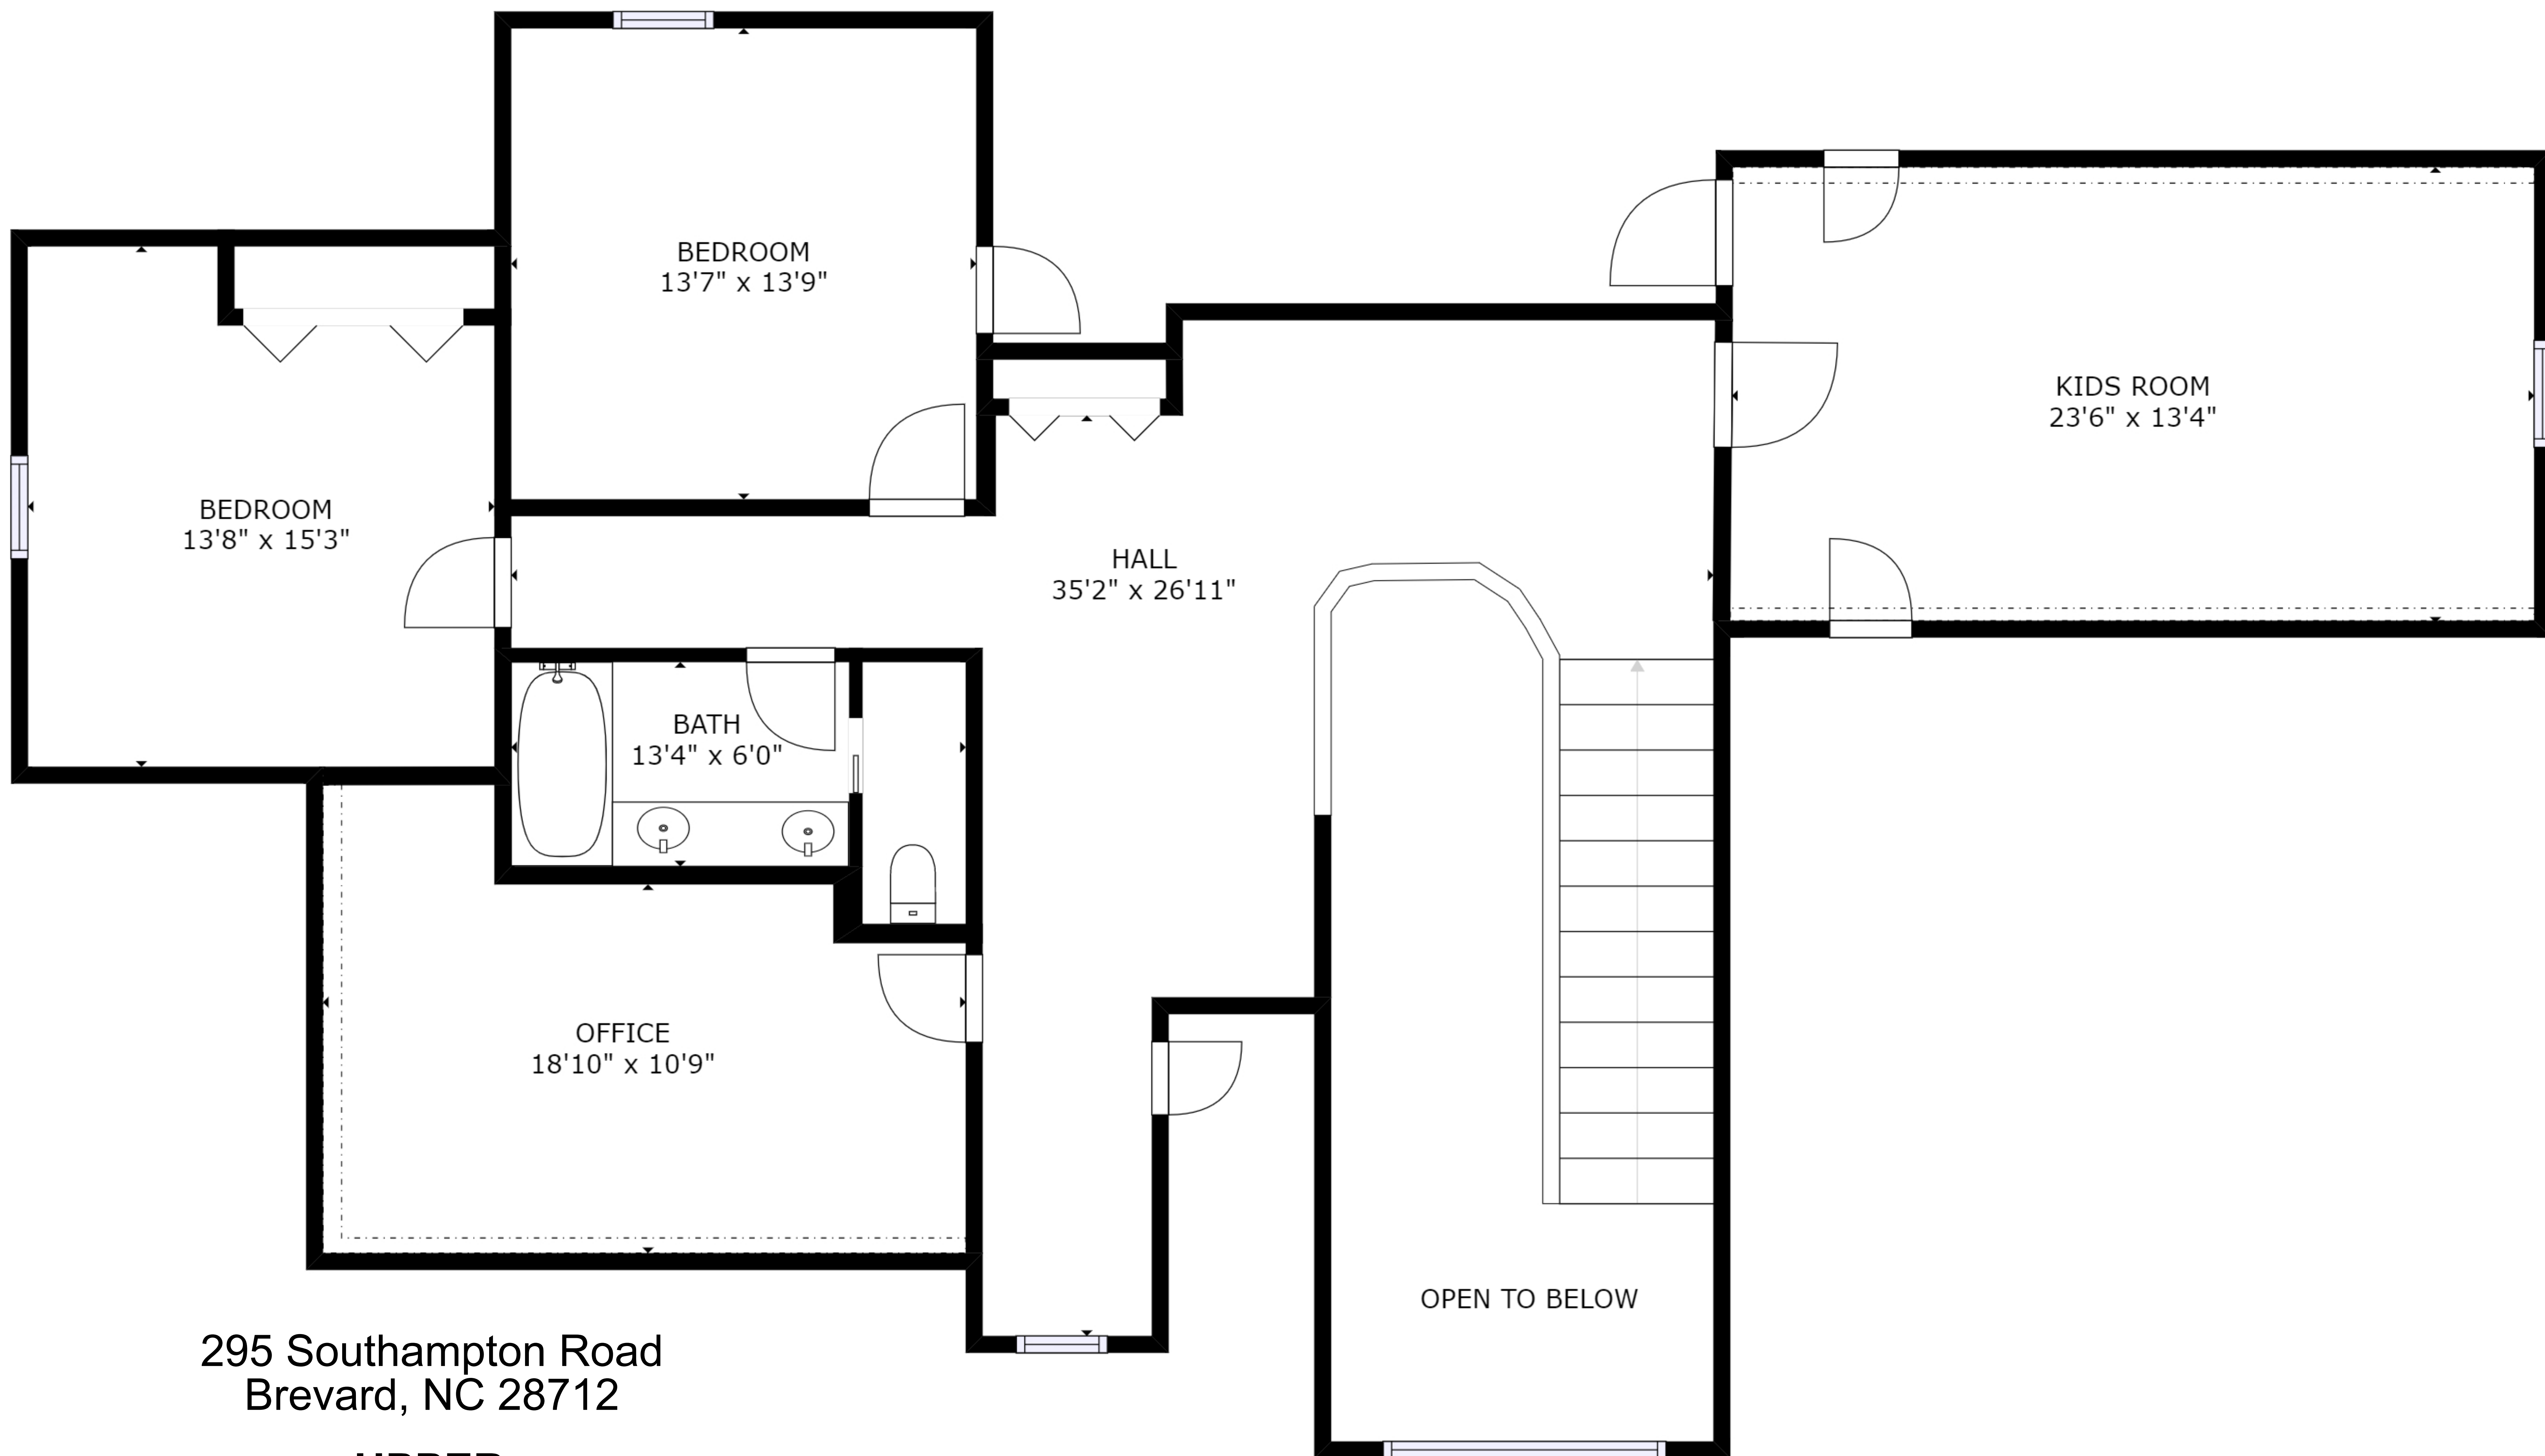 BEDROOM
13'7" x 13'9"
KIDS ROOM
23'6" x 13'4"
BEDROOM
13'8" x 15'3"
HALL
35'2" x 26'11"
BATH
13'4" x 6'0"
OFFICE
18'10" x 10'9"
OPEN TO BELOW
295 Southampton Road
Brevard, NC 28712
UPPER